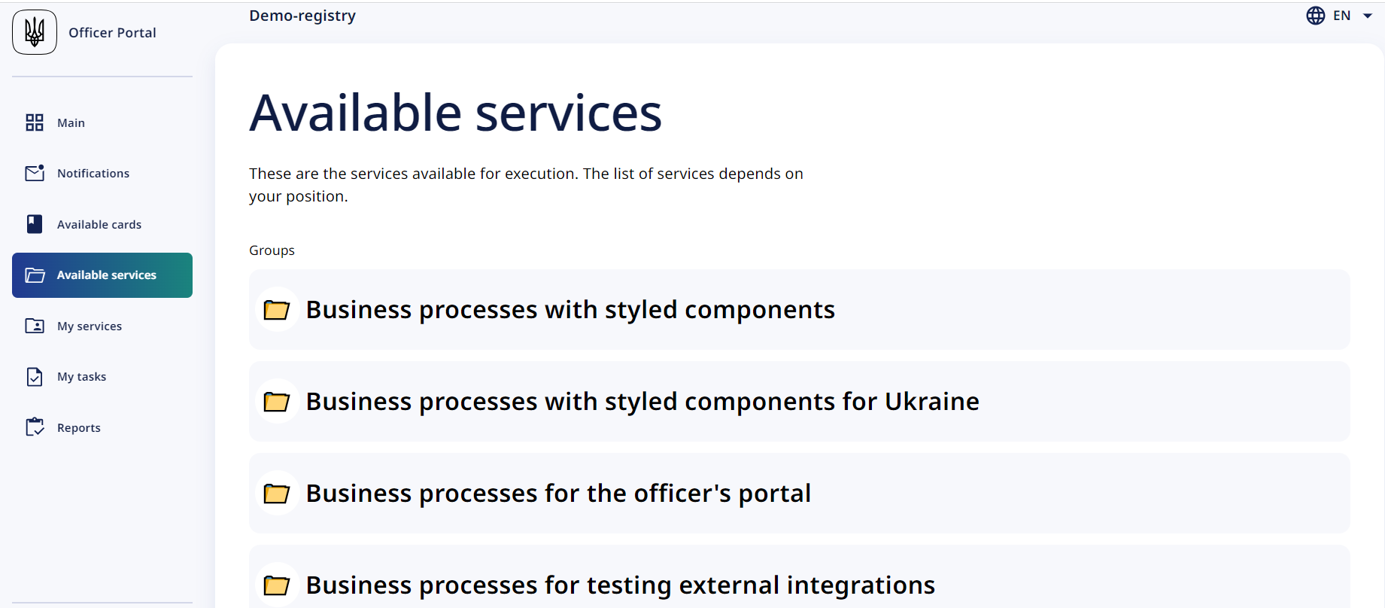 Officer Portal
Demo-registry
EN
Main
Notifications
Available cards
Available services
My services
My tasks
Reports
Available services
These are the services available for execution. The list of services depends on
your position.
Groups
Business processes with styled components
Business processes with styled components for Ukraine
Business processes for the officer's portal
Business processes for testing external integrations